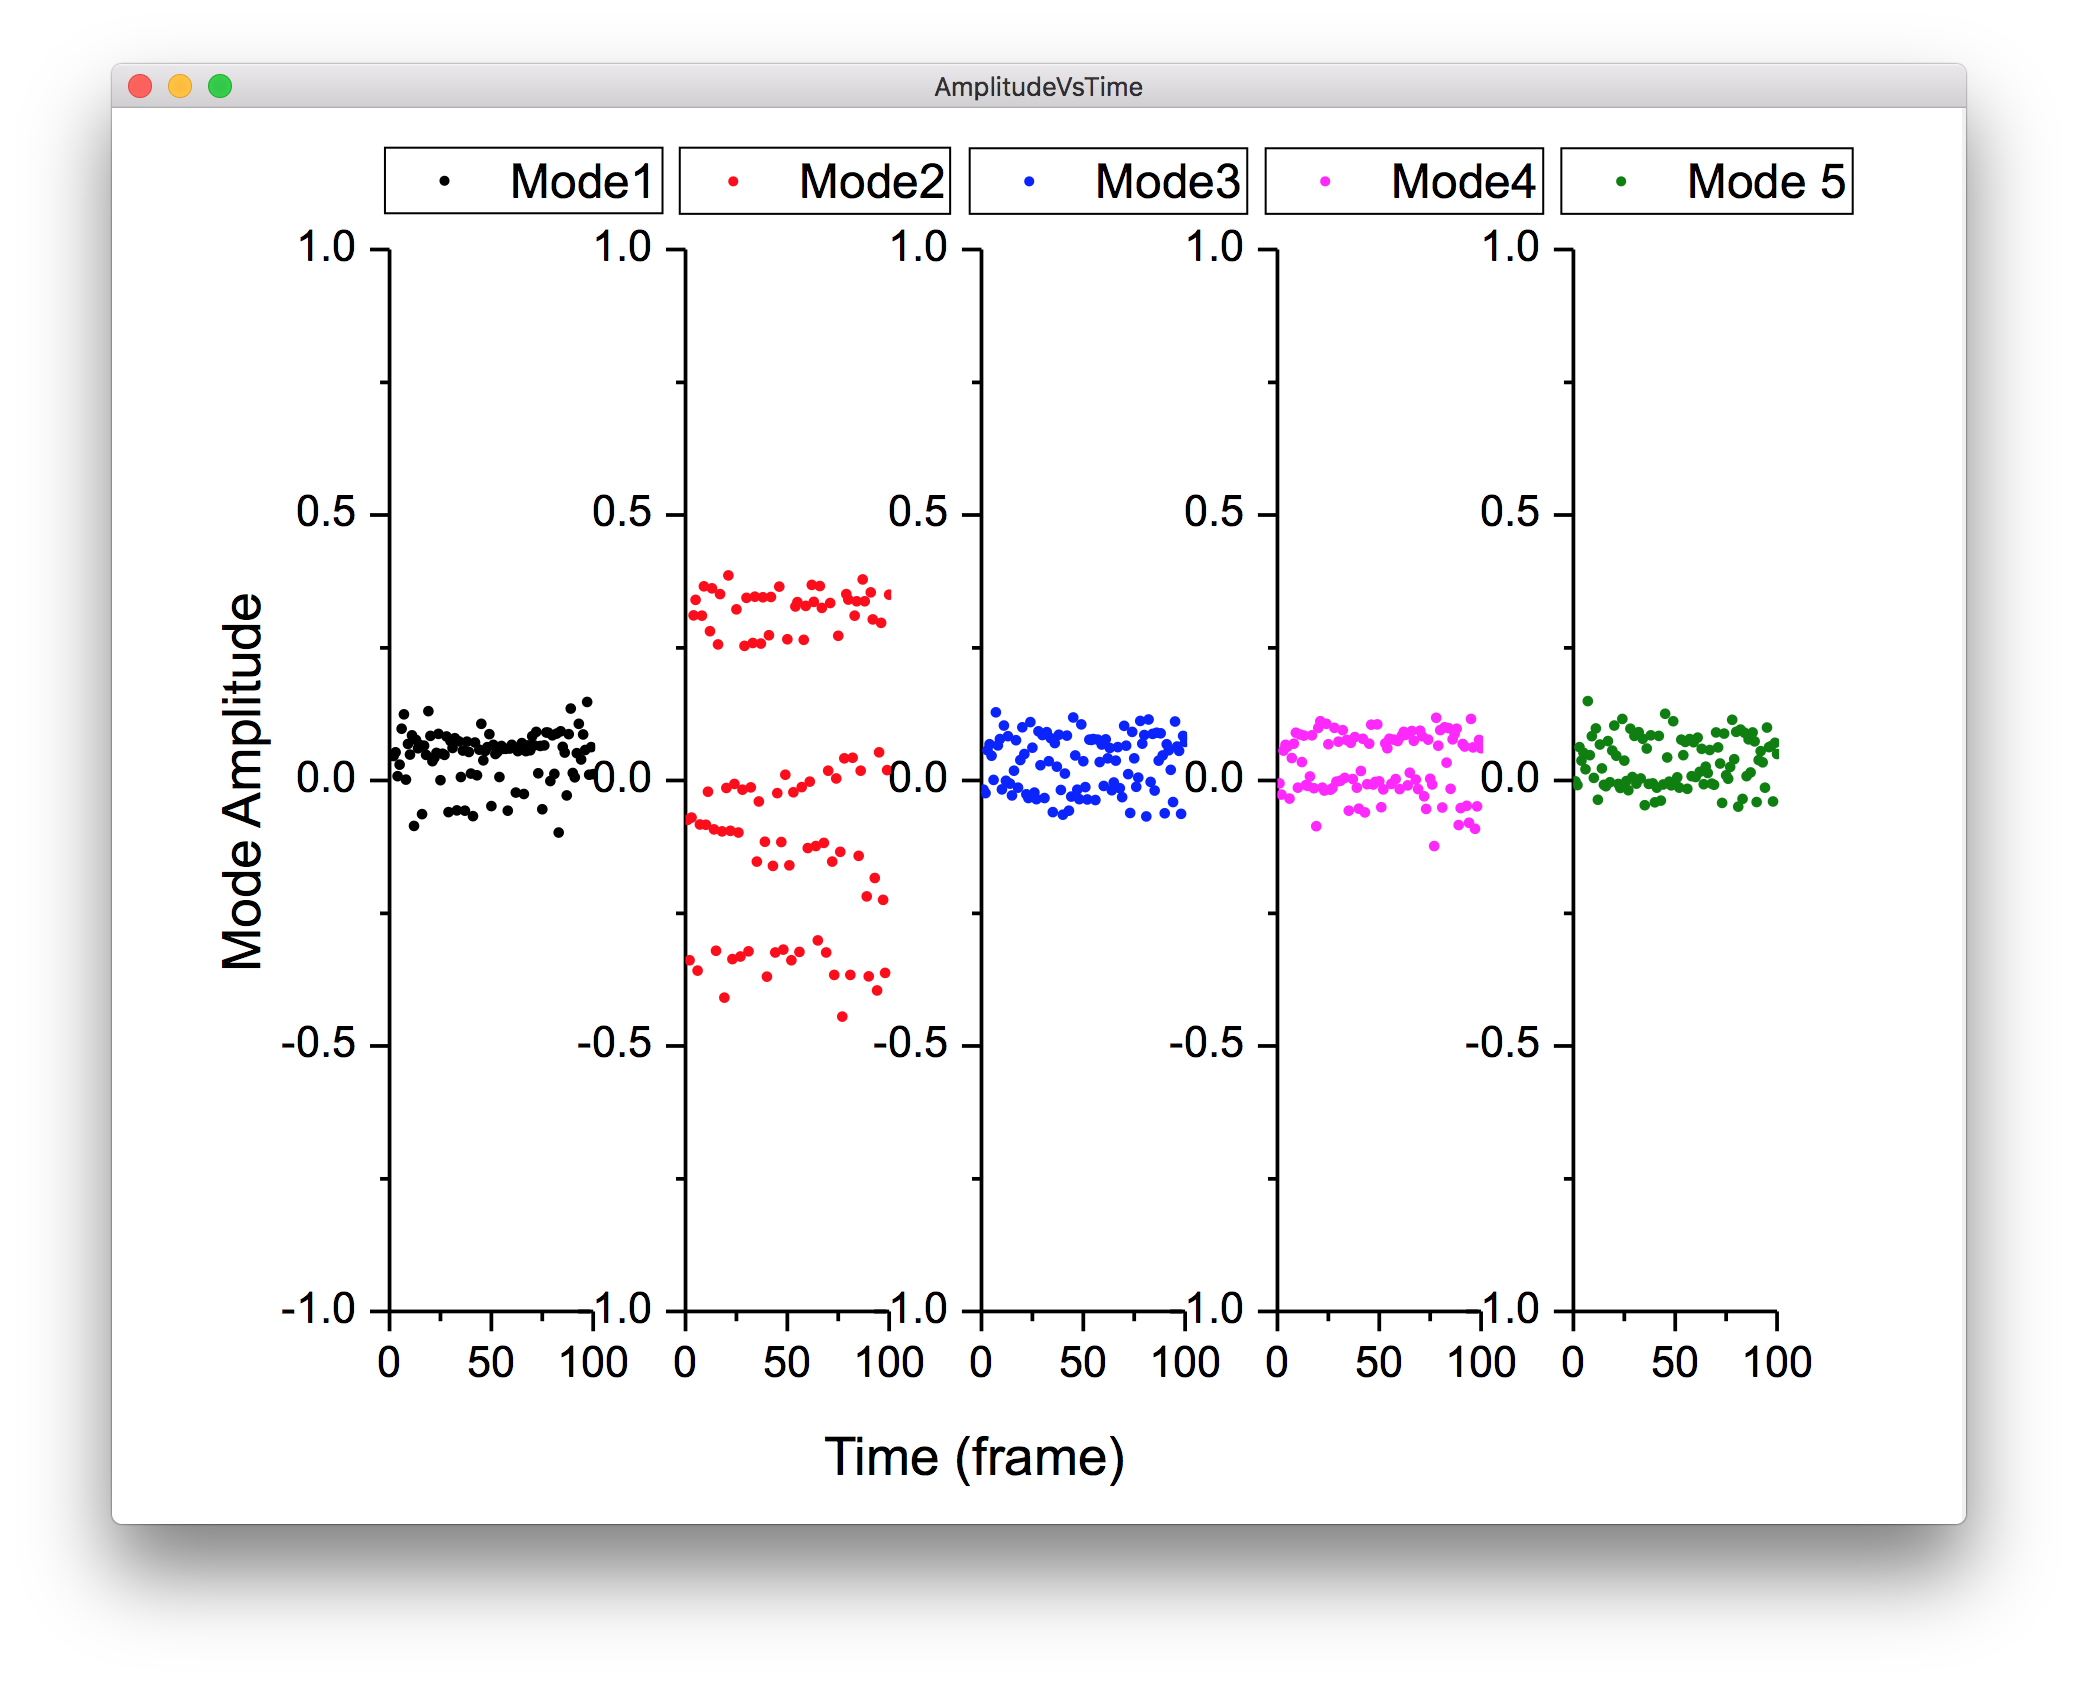 AmplitudeVsTime
Mode1 Mode2 Mode3 Mode4 Mode 5
1.0 1.0 1.0 1.0 1.0
0.5 0.5 0.5 0.5 0.5
0.0 0.0 0.0 0.0 0.0
-0.5 -0.5 -0.5 -0.5 -0.5
-1.0 -1.0 -1.0 -1.0 -1.0
0 50 100 0 50 100 0 50 100 0 50 100 0 50 100
Mode Amplitude
Time (frame)